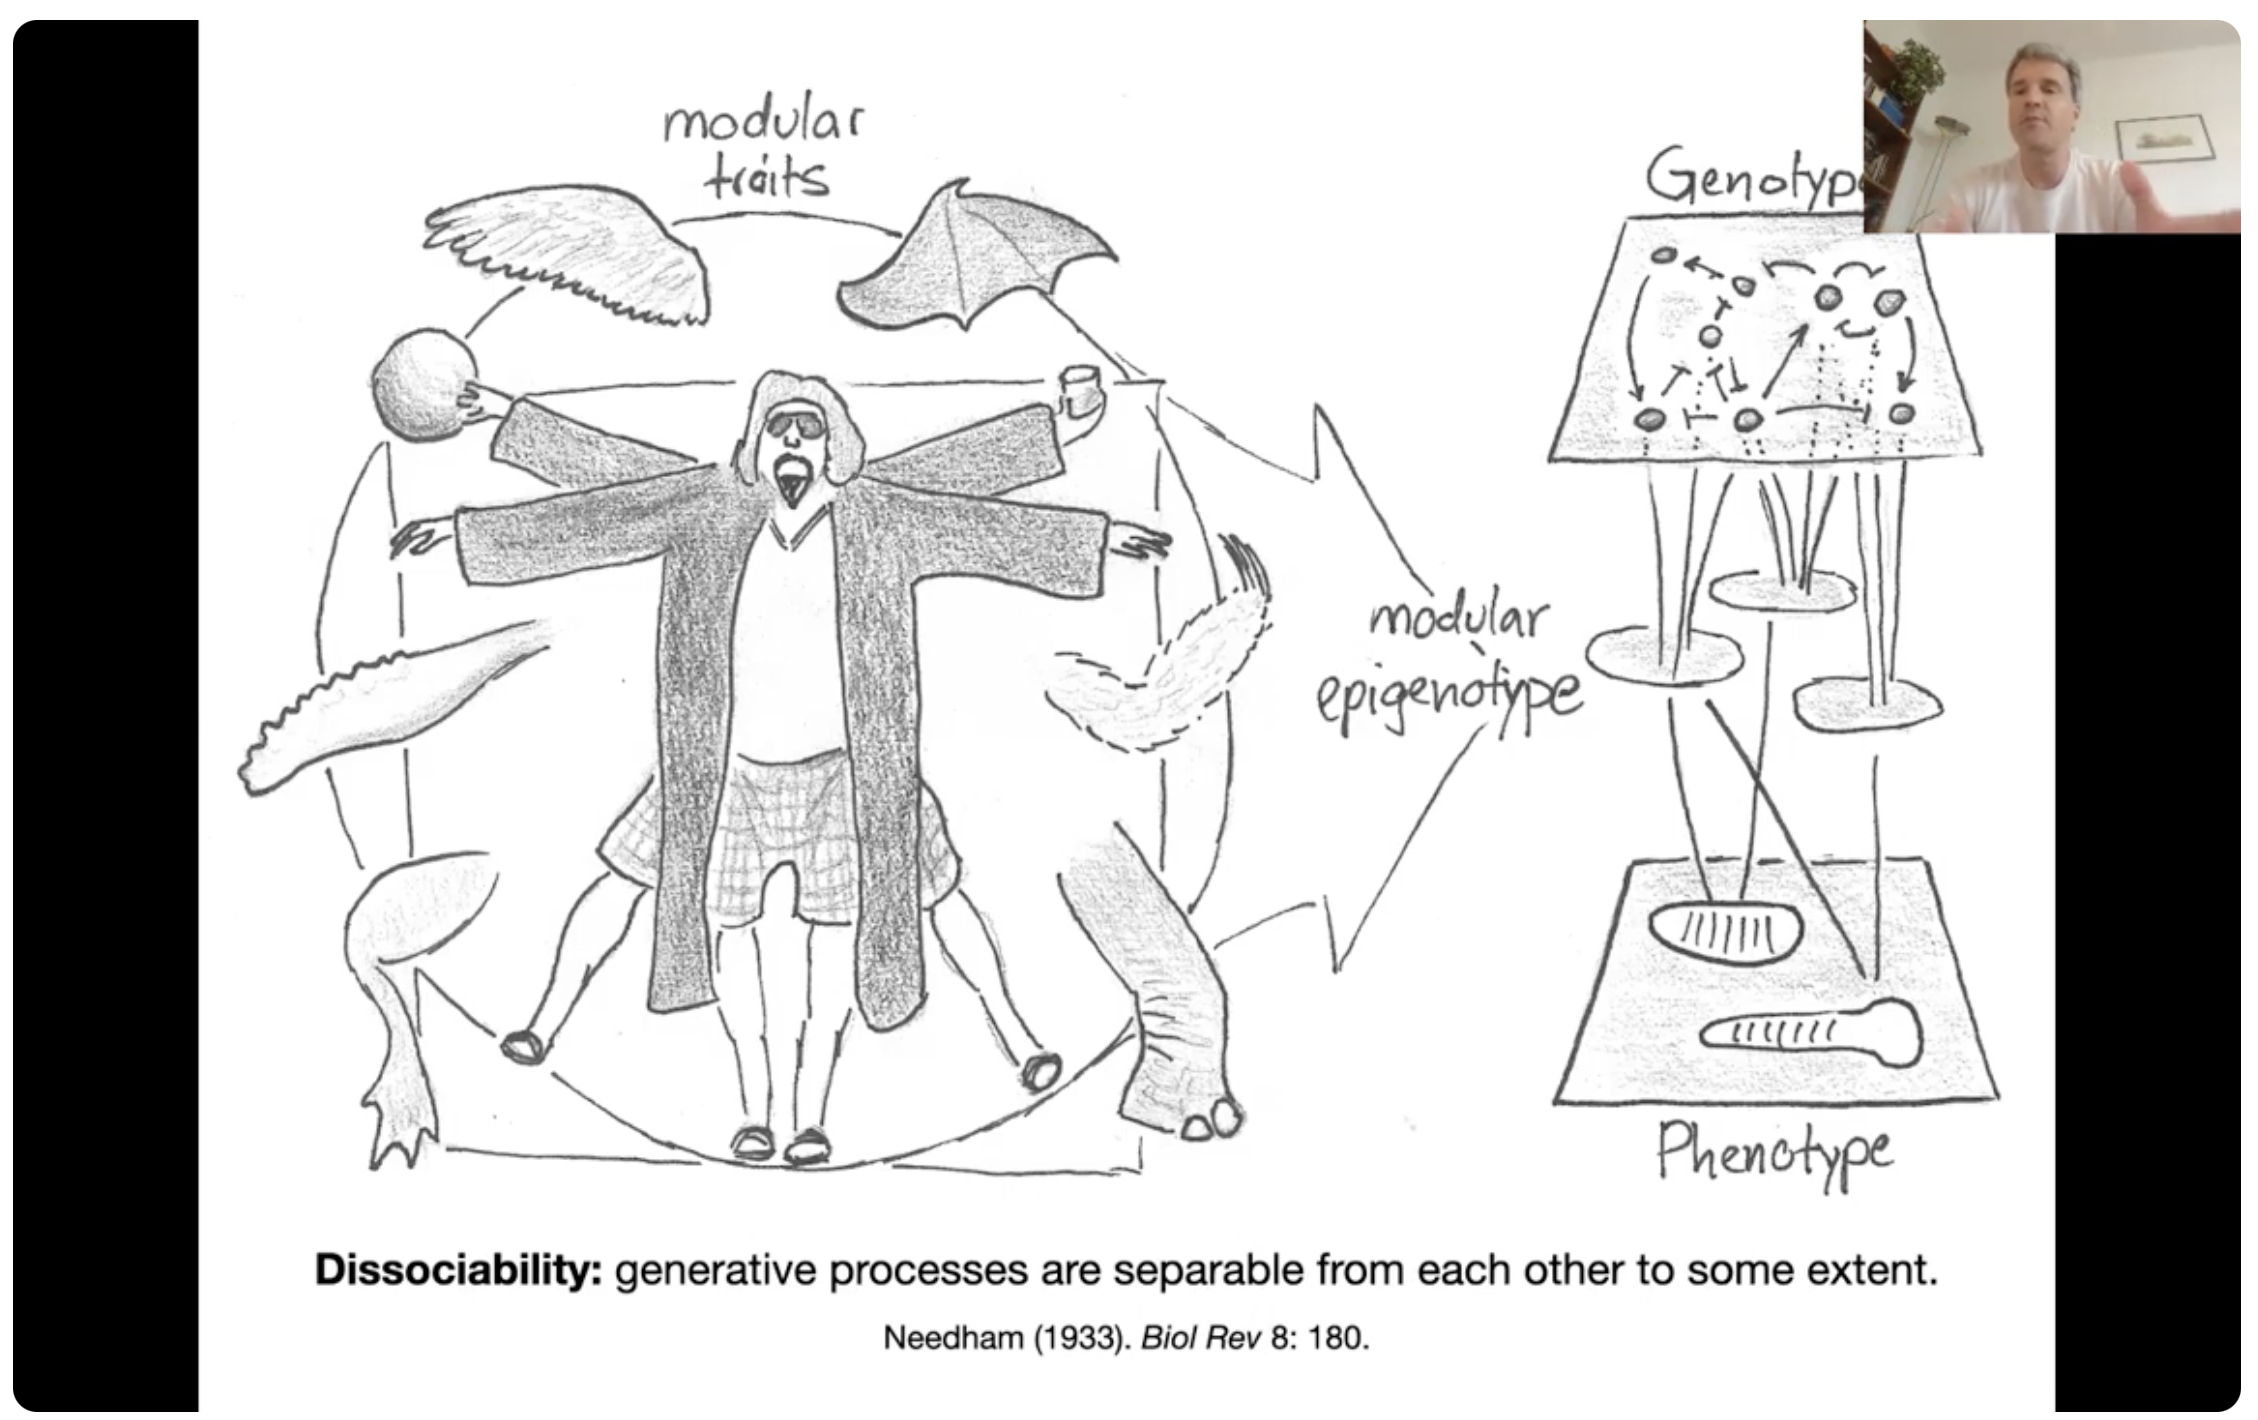 modular
traits
Genotyp
modular
epigenotype
Phenotype
Dissociability: generative processes are separable from each other to some extent.
Needham (1933). Biol Rev 8: 180.